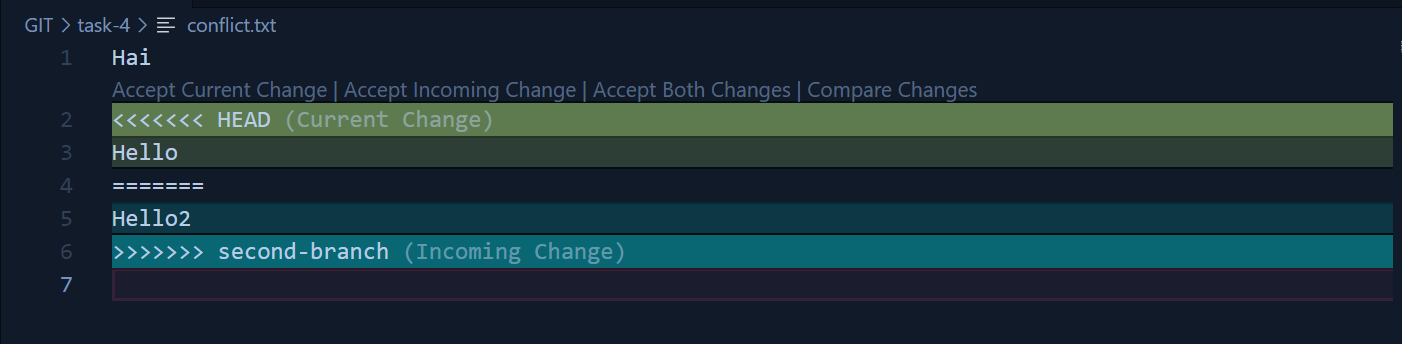 GIT > task-4 > conflict.txt
1 Hai
Accept Current Change | Accept Incoming Change | Accept Both Changes | Compare Changes
2 <<<<<<< HEAD (Current Change)
3 Hello
4 =======
5 Hello2
6 >>>>>>> second-branch (Incoming Change)
7